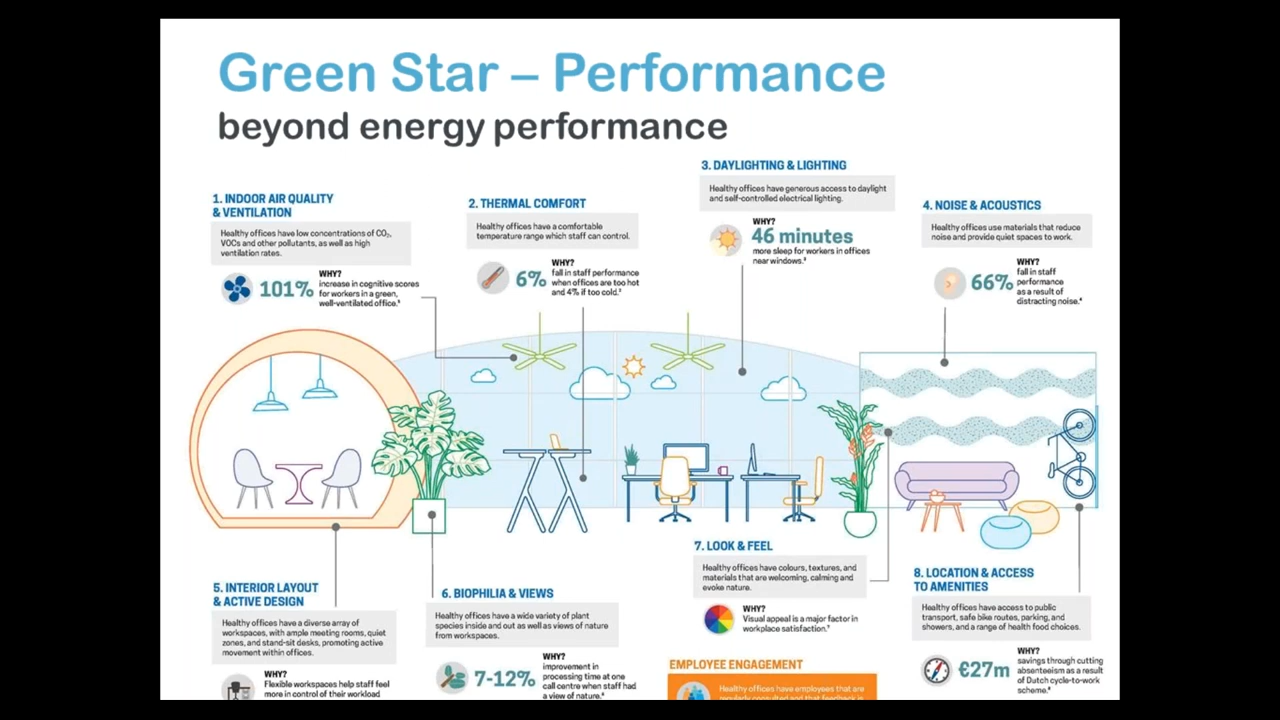 Green Star – Performance
beyond energy performance
1. INDOOR AIR QUALITY
& VENTILATION
Healthy offices have low concentrations of CO₂,
VOCs and other pollutants, as well as high
ventilation rates.
WHY?
101% increase in cognitive scores
for workers in a green,
well-ventilated office.
2. THERMAL COMFORT
Healthy offices have a comfortable
temperature range which staff can control.
WHY?
6% fall in staff performance
when offices are too hot
and 4% if too cold.
3. DAYLIGHTING & LIGHTING
Healthy offices have generous access to daylight
and self-controlled electrical lighting.
WHY?
46 minutes
more sleep for workers in offices
near windows.
4. NOISE & ACOUSTICS
Healthy offices use materials that reduce
noise and provide quiet spaces to work.
WHY?
66% fall in staff
performance
as a result of
distracting noise.
5. INTERIOR LAYOUT
& ACTIVE DESIGN
Healthy offices have a diverse array of
workspaces, with ample meeting rooms, quiet
zones, and stand-sit desks, promoting active
movement within offices.
WHY?
Flexible workspaces help staff feel
more in control of their workload
6. BIOPHILIA & VIEWS
Healthy offices have a wide variety of plant
species inside and out as well as views of nature
from workspaces.
WHY?
7-12% improvement in
processing time at one
call centre when staff had
a view of nature.
7. LOOK & FEEL
Healthy offices have colours, textures, and
materials that are welcoming, calming and
evoke nature.
WHY?
Visual appeal is a major factor in
workplace satisfaction.
EMPLOYEE ENGAGEMENT
Healthy offices have employees that are
regularly consulted and that feedback is
8. LOCATION & ACCESS
TO AMENITIES
Healthy offices have access to public
transport, safe bike routes, parking, and
showers, and a range of health food choices.
WHY?
€27m savings through cutting
absenteeism as a result
of Dutch cycle-to-work
scheme.